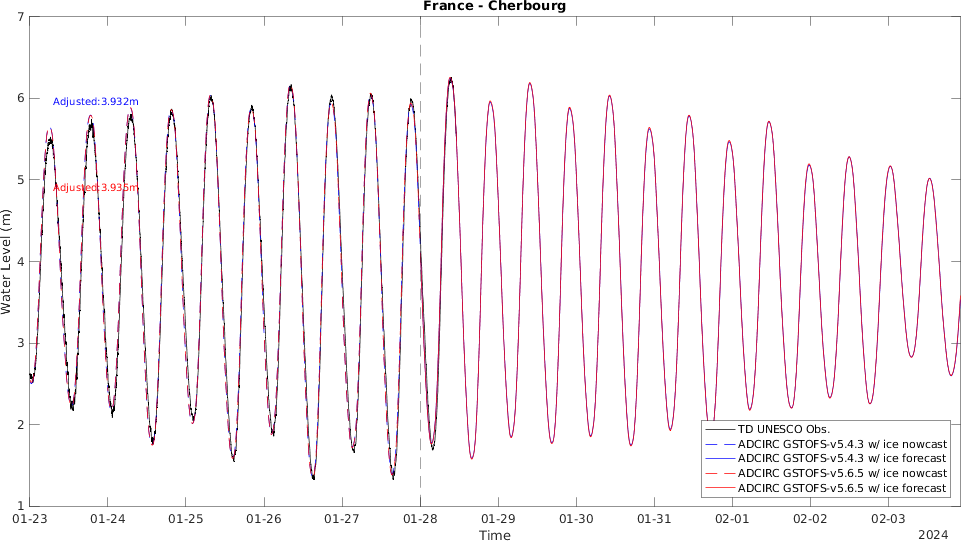 France - Cherbourg
7
6
5
4
3
2
1
Water Level (m)
Adjusted:3.932m
Adjusted:3.935m
TD UNESCO Obs.
ADCIRC GSTOFS-v5.4.3 w/ ice nowcast
ADCIRC GSTOFS-v5.4.3 w/ ice forecast
ADCIRC GSTOFS-v5.6.5 w/ ice nowcast
ADCIRC GSTOFS-v5.6.5 w/ ice forecast
01-23 01-24 01-25 01-26 01-27 01-28 01-29 01-30 01-31 02-01 02-02 02-03
Time
2024